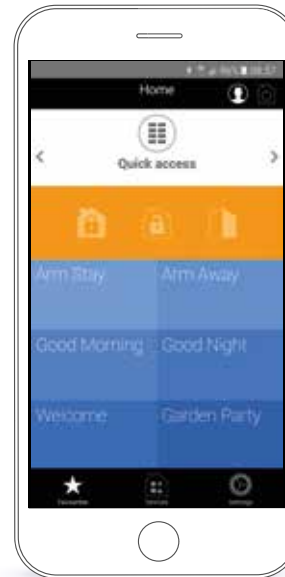 Home
Quick access
Arm Stay Arm Away
Good Morning Good Night
Welcome Garden Party